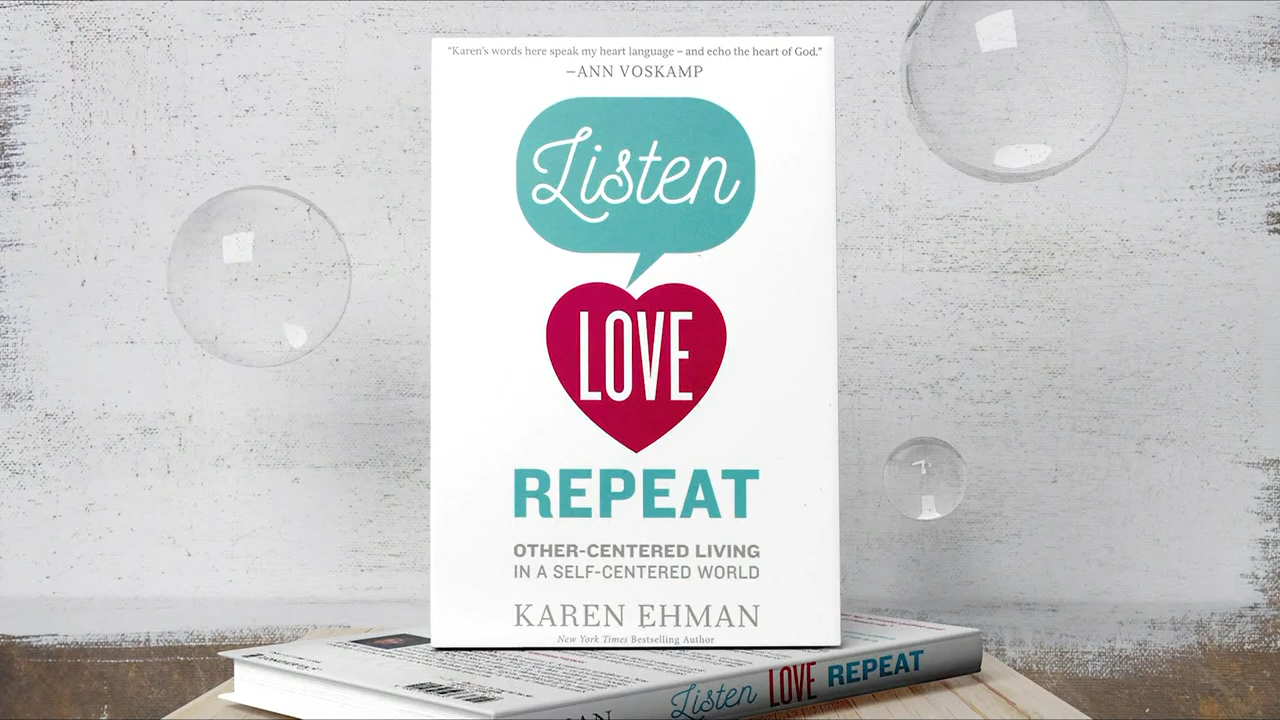 “Karen’s words here speak my heart language – and echo the heart of God.”
—ANN VOSKAMP
Listen
LOVE
REPEAT
OTHER-CENTERED LIVING
IN A SELF-CENTERED WORLD
KAREN EHMAN
New York Times Bestselling Author
Listen LOVE REPEAT